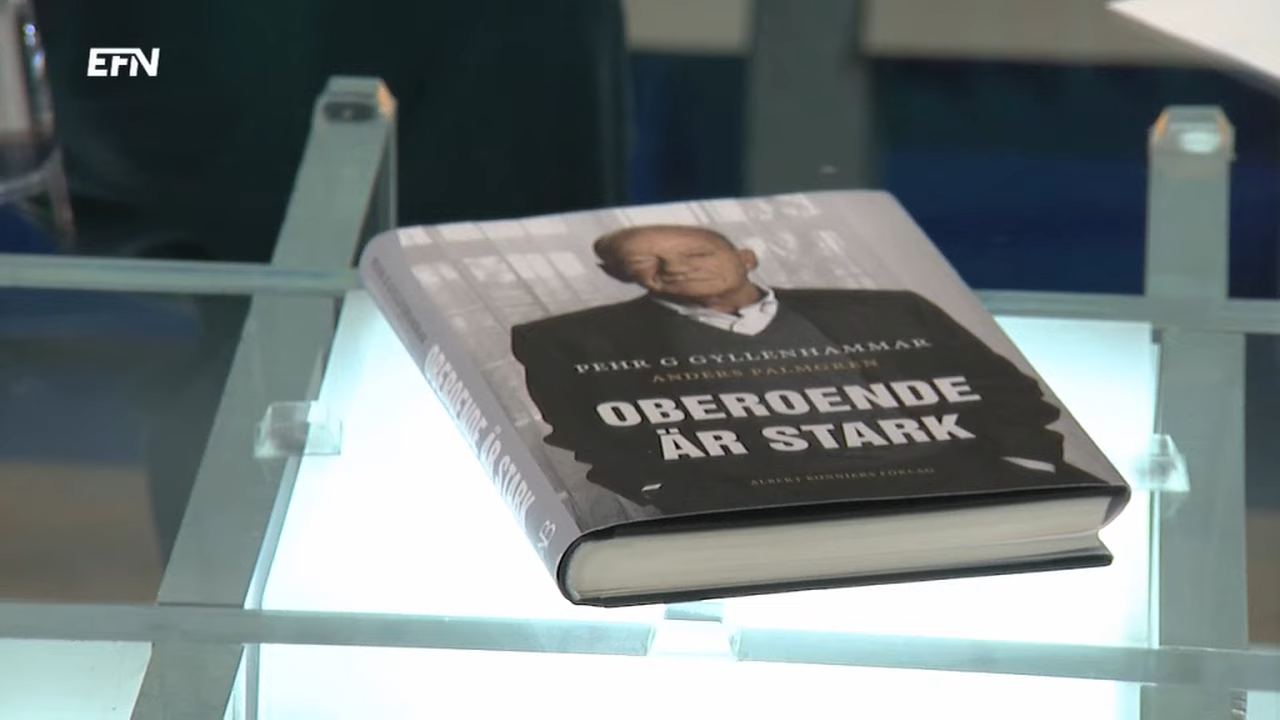 EFN
PEHR G GYLLENHAMMAR
ANDERS PALMGREN
OBEROENDE
ÄR STARK
ALBERT BONNIERS FÖRLAG
OBEROENDE ÄR STARK